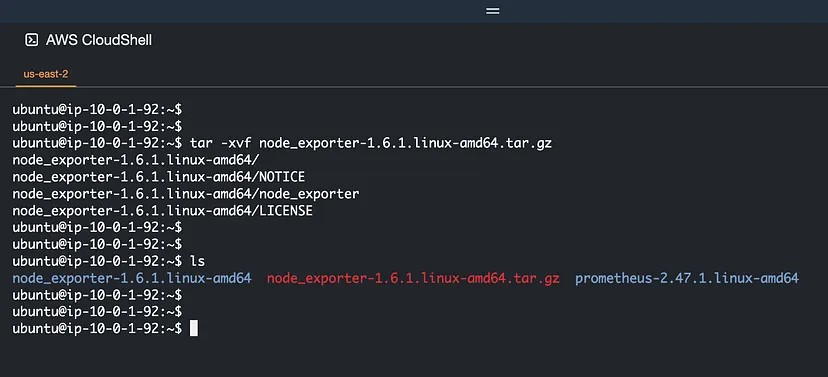 AWS CloudShell
us-east-2
ubuntu@ip-10-0-1-92:~$
ubuntu@ip-10-0-1-92:~$
ubuntu@ip-10-0-1-92:~$ tar -xvf node_exporter-1.6.1.linux-amd64.tar.gz
node_exporter-1.6.1.linux-amd64/
node_exporter-1.6.1.linux-amd64/NOTICE
node_exporter-1.6.1.linux-amd64/node_exporter
node_exporter-1.6.1.linux-amd64/LICENSE
ubuntu@ip-10-0-1-92:~$
ubuntu@ip-10-0-1-92:~$
ubuntu@ip-10-0-1-92:~$ ls
node_exporter-1.6.1.linux-amd64  node_exporter-1.6.1.linux-amd64.tar.gz  prometheus-2.47.1.linux-amd64
ubuntu@ip-10-0-1-92:~$
ubuntu@ip-10-0-1-92:~$
ubuntu@ip-10-0-1-92:~$